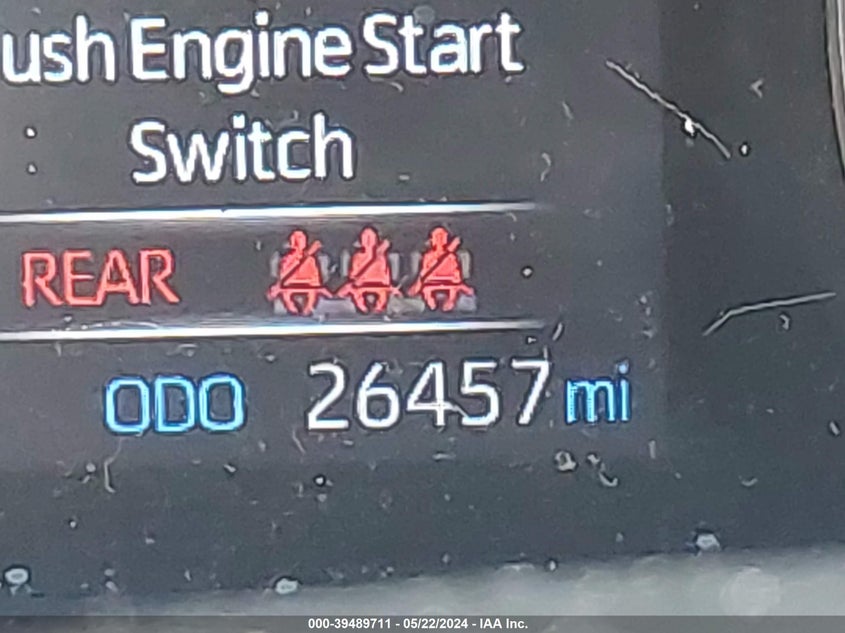 ush Engine Start
Switch
REAR
ODO 26457 mi
000-39489711 - 05/22/2024 - IAA Inc.